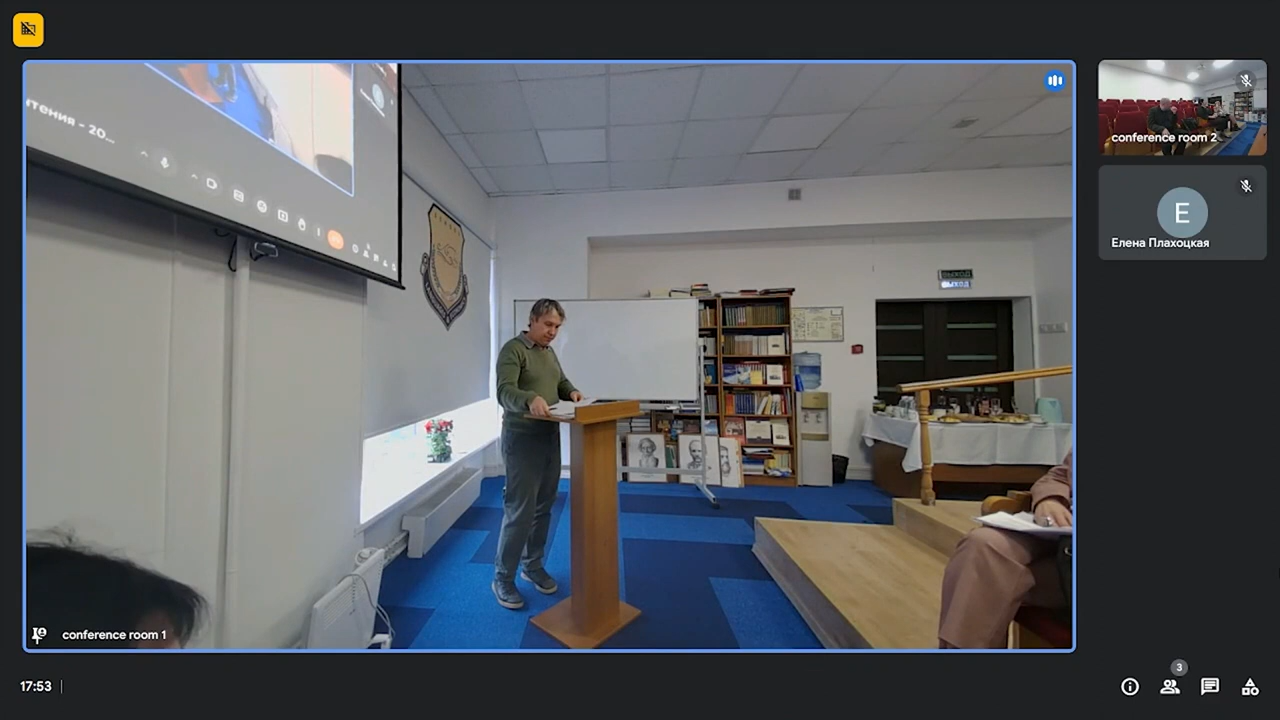 тения - 20...
ВЫХОД
ВЫХОД
conference room 1
conference room 2
E
Елена Плахоцкая
17:53
3